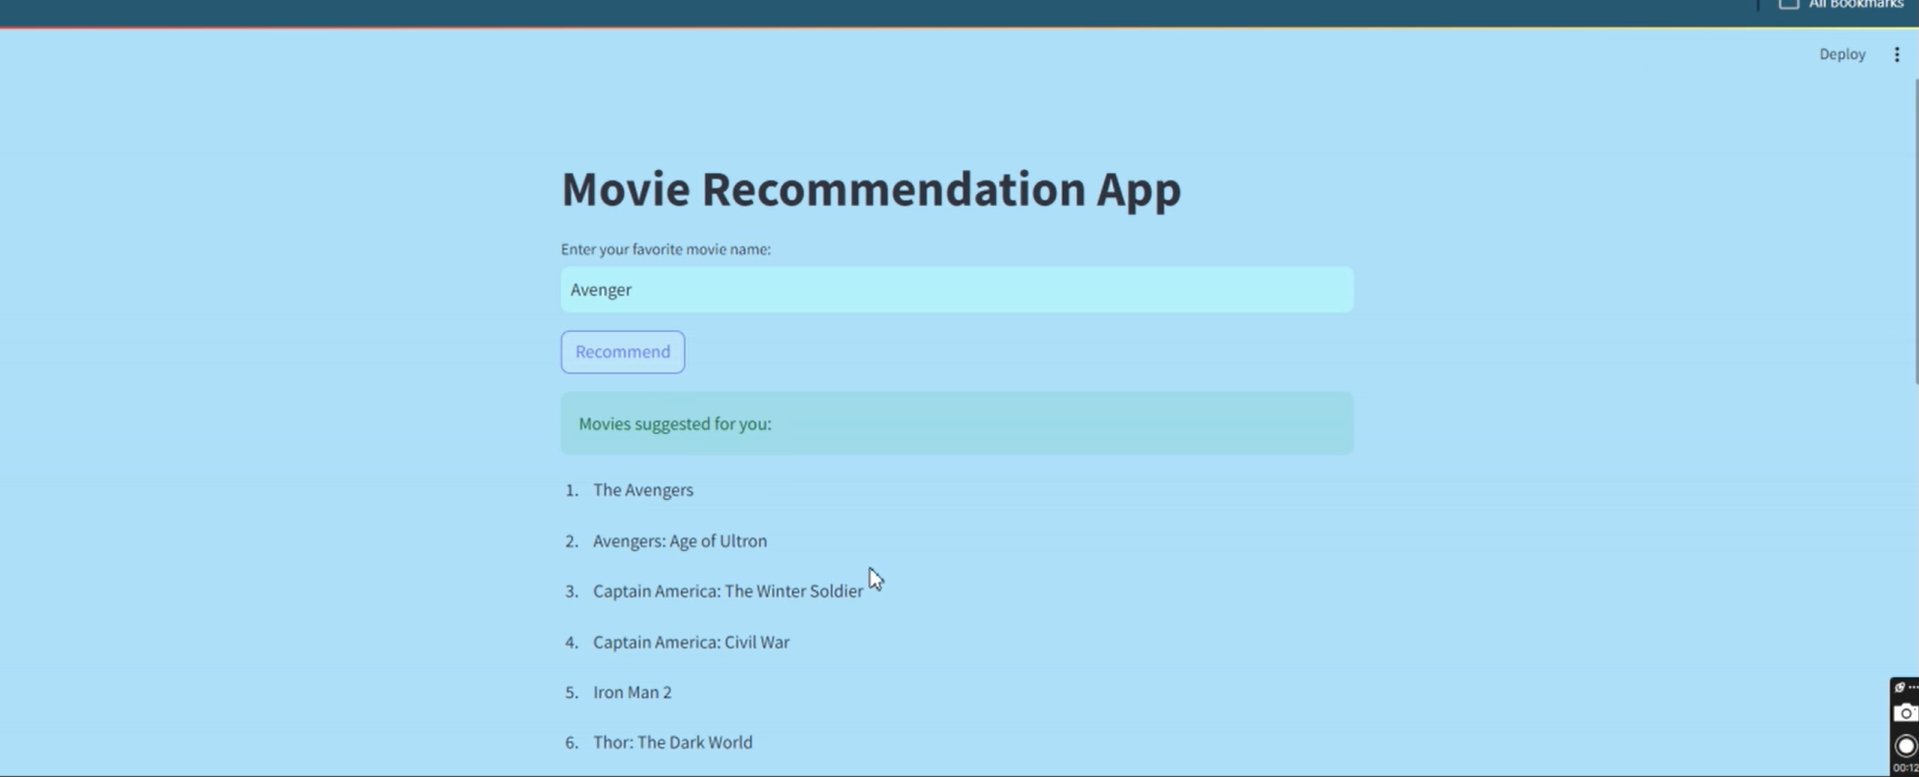 All Bookmarks
Deploy
Movie Recommendation App
Enter your favorite movie name:
Avenger
Recommend
Movies suggested for you:
1. The Avengers
2. Avengers: Age of Ultron
3. Captain America: The Winter Soldier
4. Captain America: Civil War
5. Iron Man 2
6. Thor: The Dark World
00:12